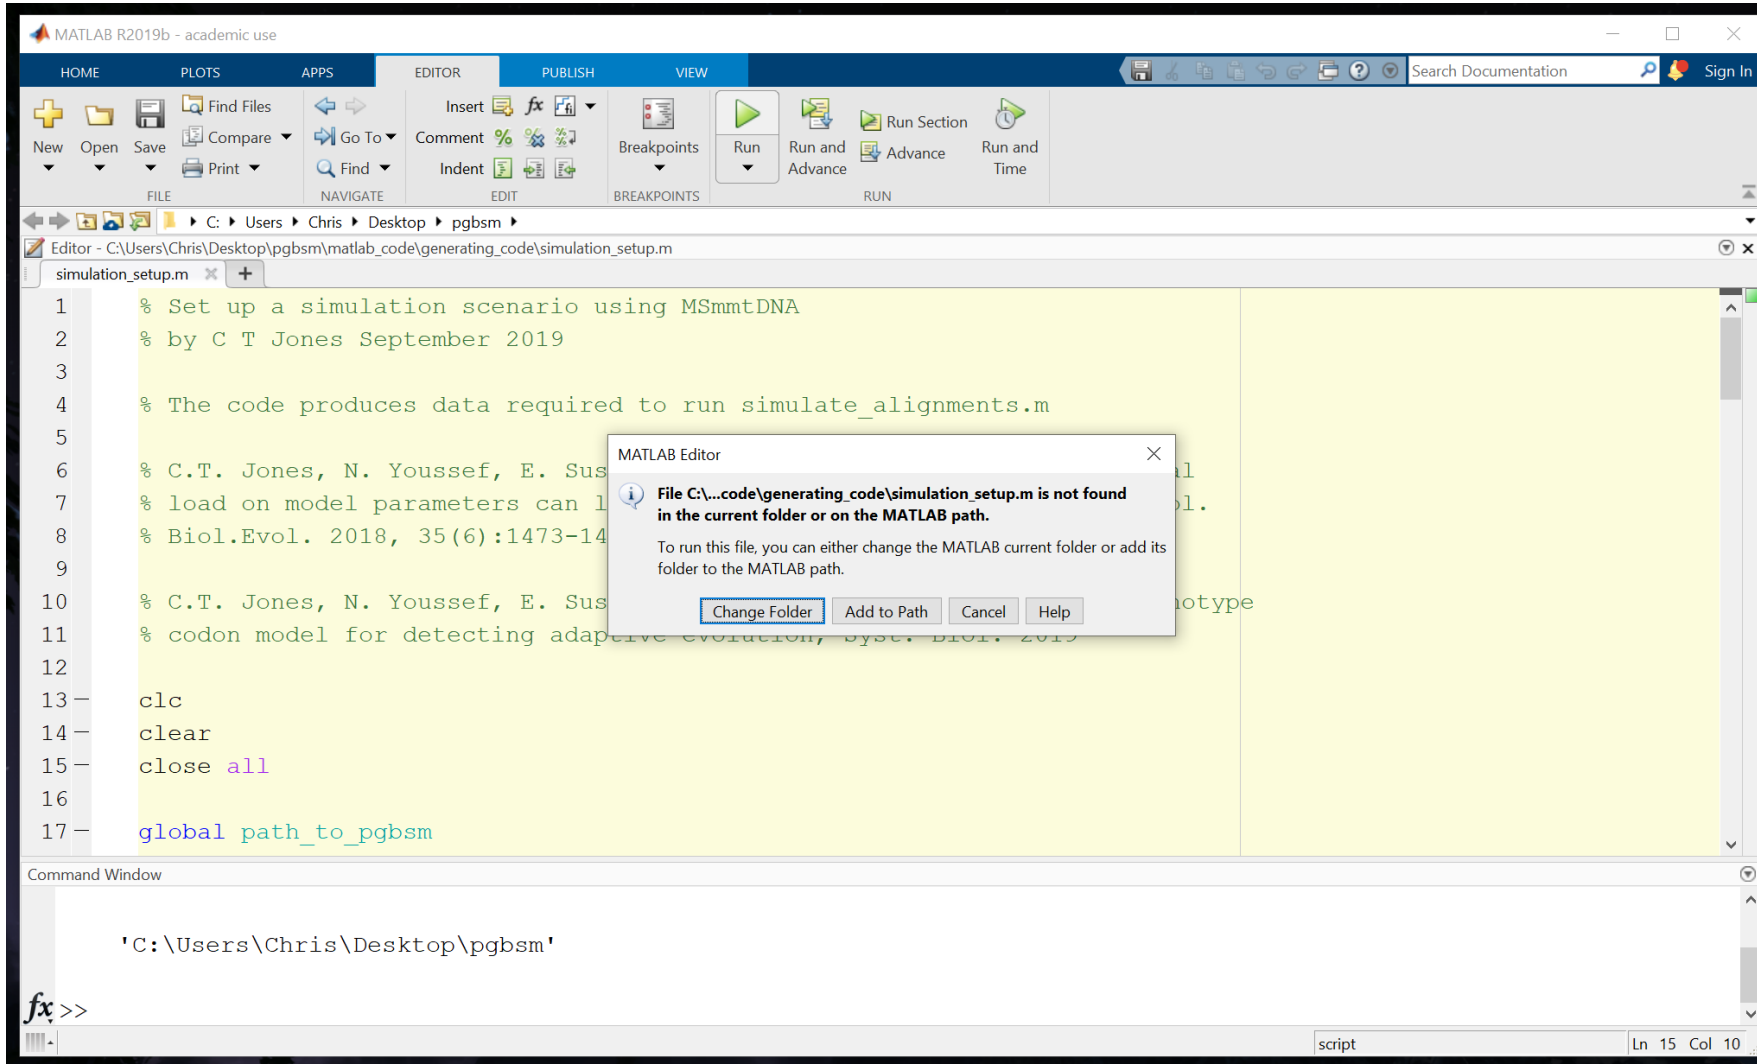 MATLAB R2019b - academic use
HOME PLOTS APPS EDITOR PUBLISH VIEW Search Documentation Sign In
New Open Save Find Files Compare Print
FILE
Go To Find
NAVIGATE
Insert fx
Comment
Indent
EDIT
Breakpoints
BREAKPOINTS
Run Run and Advance Run Section Advance Run and Time
RUN
C: Users Chris Desktop pgbsm
Editor - C:\Users\Chris\Desktop\pgbsm\matlab_code\generating_code\simulation_setup.m
simulation_setup.m +
1 % Set up a simulation scenario using MSmmtDNA
2 % by C T Jones September 2019
3
4 % The code produces data required to run simulate_alignments.m
5
6 % C.T. Jones, N. Youssef, E. Sus al
7 % load on model parameters can l ol.
8 % Biol.Evol. 2018, 35(6):1473-14
9
10 % C.T. Jones, N. Youssef, E. Sus notype
11 % codon model for detecting adaptive evolution, Syst. Biol. 2019
12
13 clc
14 clear
15 close all
16
17 global path_to_pgbsm
MATLAB Editor
File C:\...code\generating_code\simulation_setup.m is not found
in the current folder or on the MATLAB path.
To run this file, you can either change the MATLAB current folder or add its
folder to the MATLAB path.
Change Folder Add to Path Cancel Help
Command Window
'C:\Users\Chris\Desktop\pgbsm'
fx >>
script Ln 15 Col 10